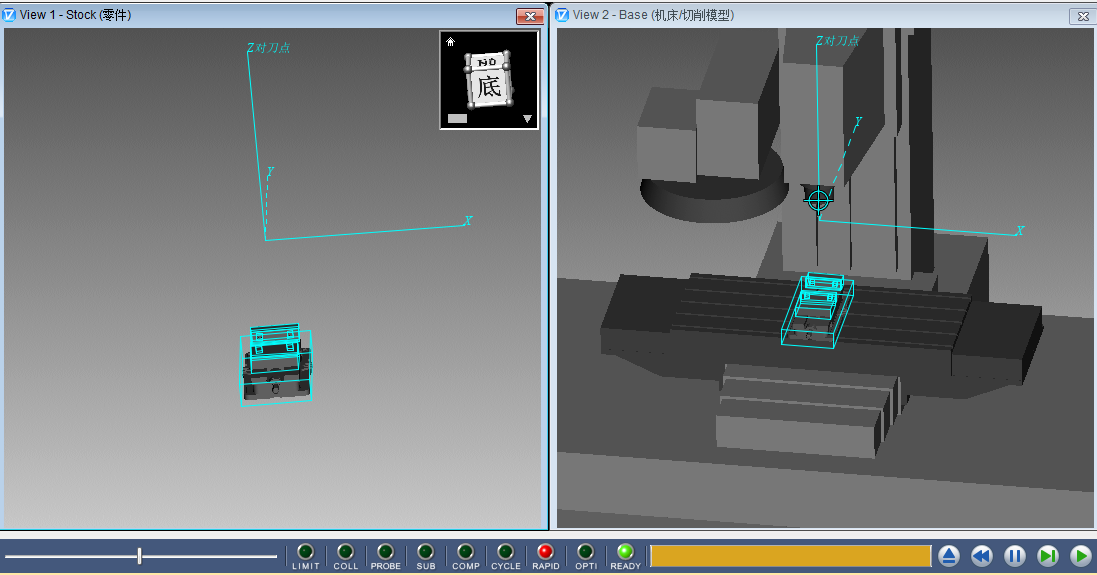 View 1 - Stock (零件)
View 2 - Base (机床/切削模型)
Z对刀点
Y
X
NO
底
Z对刀点
Y
X
LIMIT COLL PROBE SUB COMP CYCLE RAPID OPTI READY